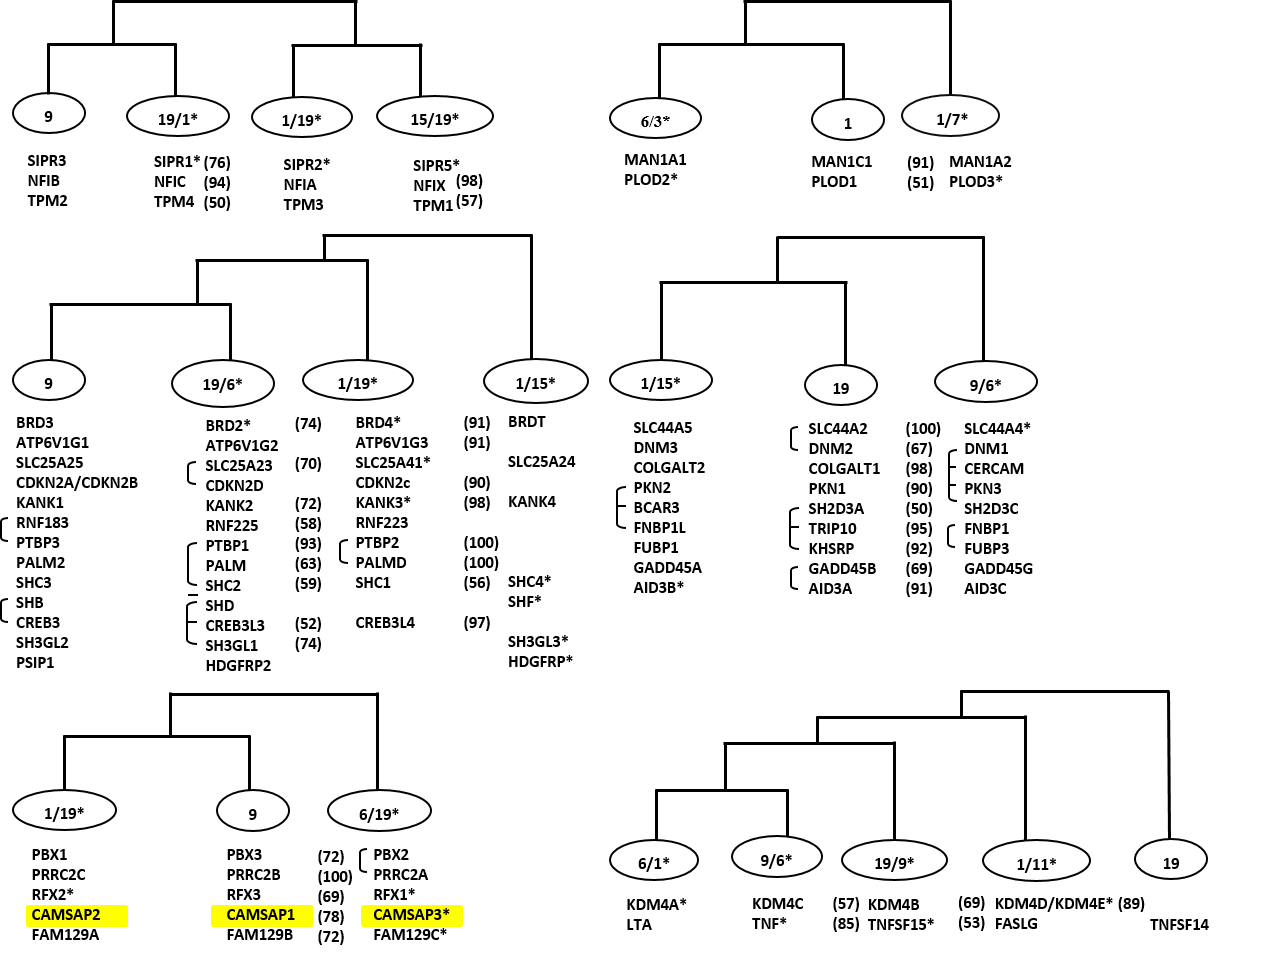 9 19/1* 1/19* 15/19* 6/3* 1 1/7*
SIPR3 SIPR1* (76) SIPR2* SIPR5* MAN1A1 MAN1C1 (91) MAN1A2
NFIB NFIC (94) NFIA NFIX (98) PLOD2* PLOD1 (51) PLOD3*
TPM2 TPM4 (50) TPM3 TPM1 (57)
9 19/6* 1/19* 1/15* 1/15* 19 9/6*
BRD3 BRD2* (74) BRD4* (91) BRDT SLC44A5 SLC44A2 (100) SLC44A4*
ATP6V1G1 ATP6V1G2 ATP6V1G3 (91) DNM3 DNM2 (67) DNM1
SLC25A25 SLC25A23 (70) SLC25A41* SLC25A24 COLGALT2 COLGALT1 (98) CERCAM
CDKN2A/CDKN2B CDKN2D CDKN2c (90) PKN2 PKN1 (90) PKN3
KANK1 KANK2 (72) KANK3* (98) KANK4 BCAR3 SH2D3A (50) SH2D3C
RNF183 RNF225 (58) RNF223 FNBP1L TRIP10 (95) FNBP1
PTBP3 PTBP1 (93) PTBP2 (100) FUBP1 KHSRP (92) FUBP3
PALM2 PALM (63) PALMD (100) GADD45A GADD45B (69) GADD45G
SHC3 SHC2 (59) SHC1 (56) SHC4* AID3B* AID3A (91) AID3C
SHB SHD SHF*
CREB3 CREB3L3 (52) CREB3L4 (97)
SH3GL2 SH3GL1 (74) SH3GL3*
PSIP1 HDGFRP2 HDGFRP*
1/19* 9 6/19* 6/1* 9/6* 19/9* 1/11* 19
PBX1 PBX3 (72) PBX2
PRRC2C PRRC2B (100) PRRC2A
RFX2* RFX3 (69) RFX1*
CAMSAP2 CAMSAP1 (78) CAMSAP3* KDM4A* KDM4C (57) KDM4B (69) KDM4D/KDM4E* (89)
FAM129A FAM129B (72) FAM129C* LTA TNF* (85) TNFSF15* (53) FASLG TNFSF14